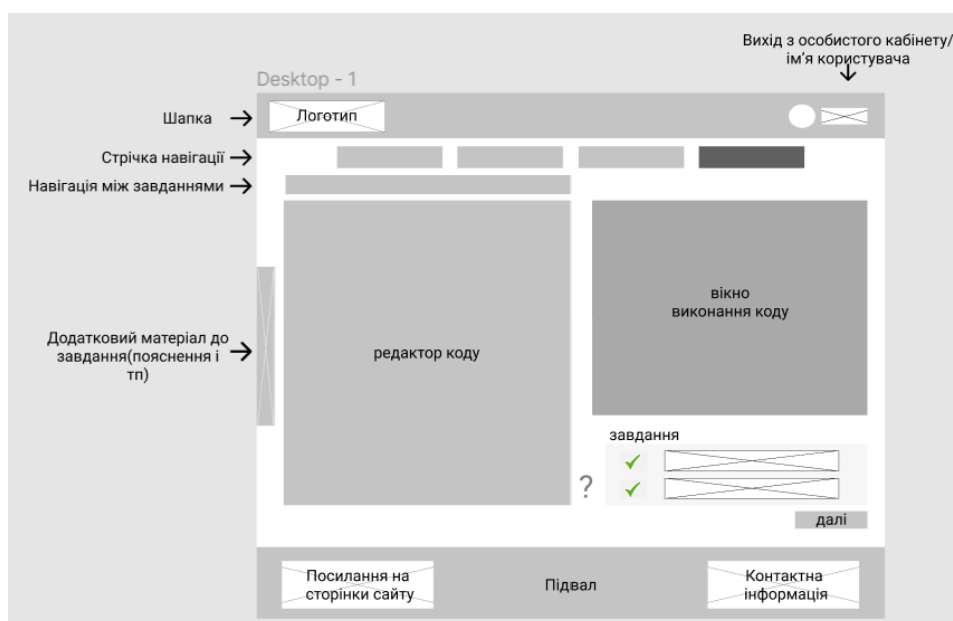 Вихід з особистого кабінету/
ім'я користувача
Desktop - 1
Шапка
Логотип
Стрічка навігації
Навігація між завданнями
Додатковий матеріал до
завдання(пояснення і
тп)
редактор коду
вікно
виконання коду
завдання
?
далі
Посилання на
сторінки сайту
Підвал
Контактна
інформація